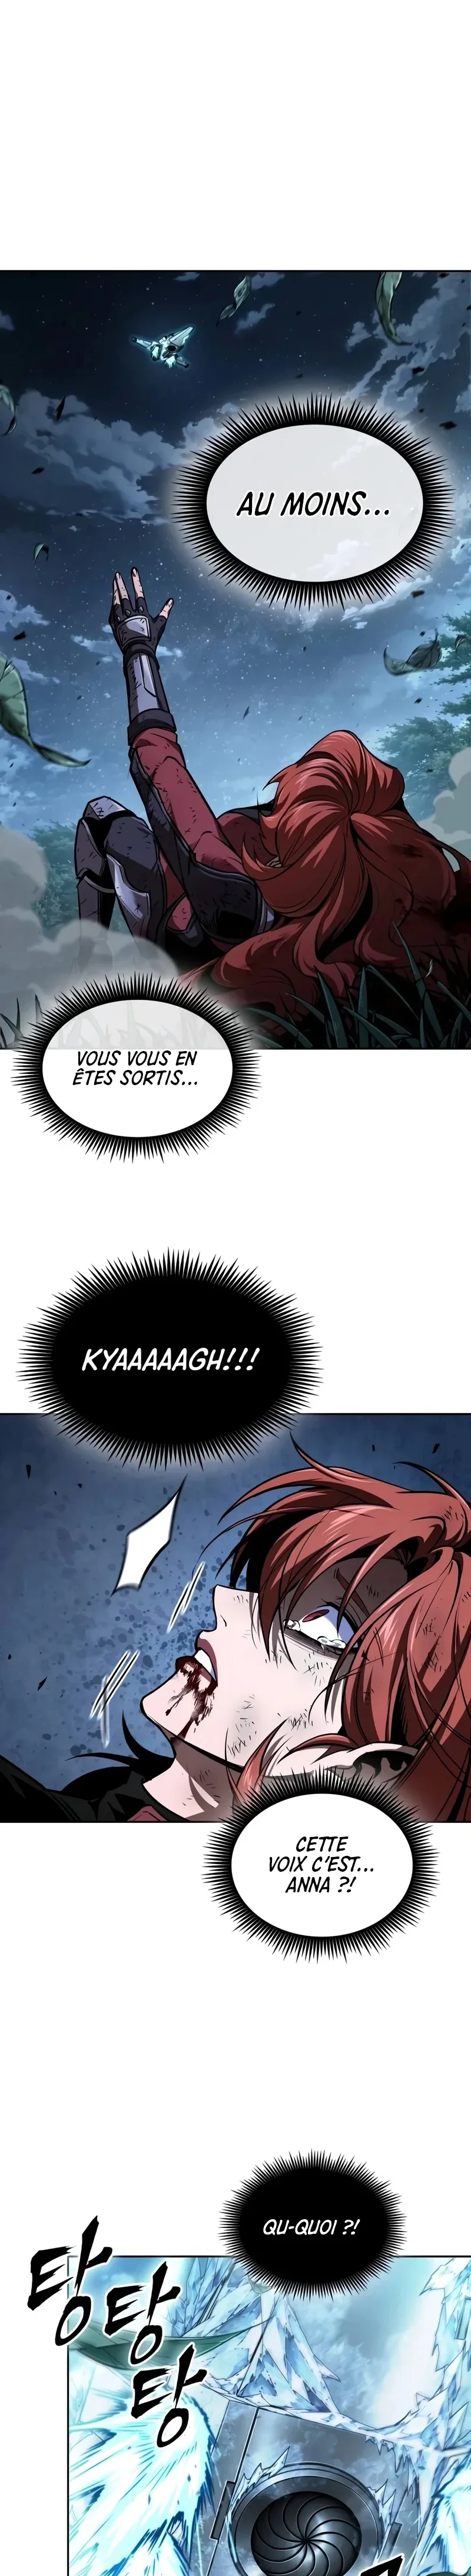 AU MOINS...
VOUS VOUS EN
ÊTES SORTIS...
KYAAAAAGH!!!
CETTE
VOIX C'EST...
ANNA ?!
QU-QUOI ?!
탕
탕
탕